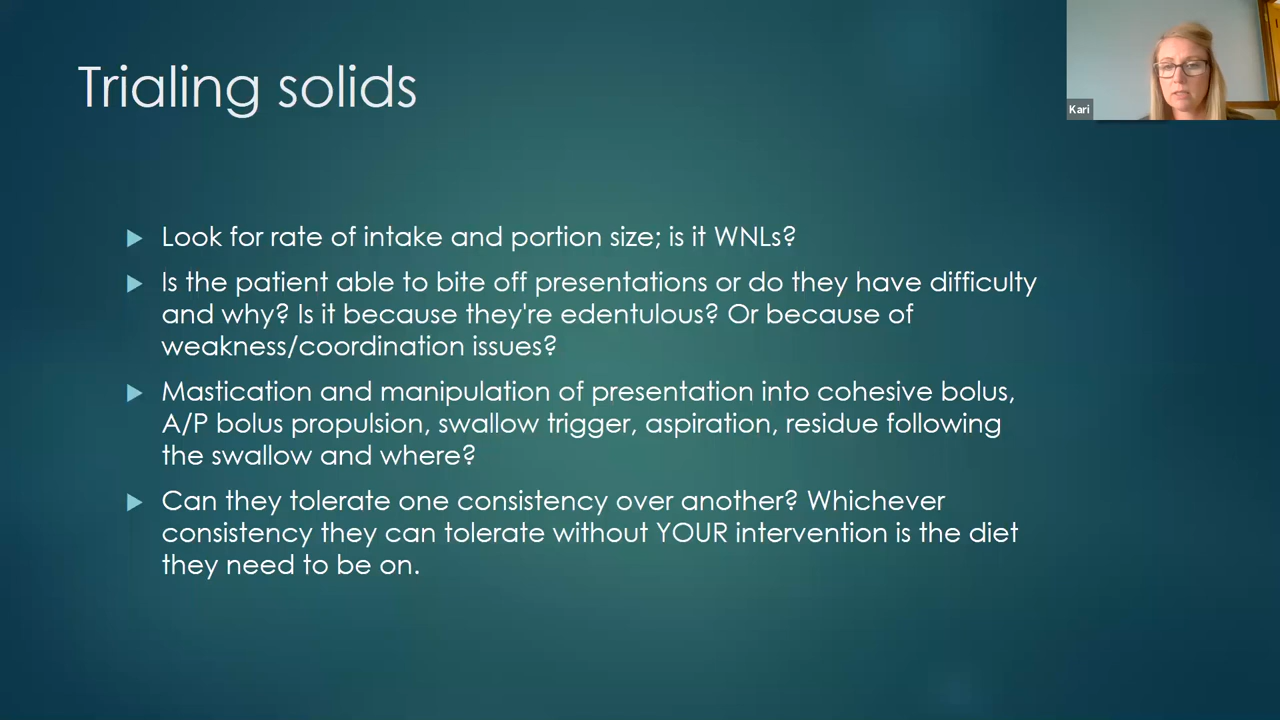 Trialing solids
Kari
Look for rate of intake and portion size; is it WNLs?
Is the patient able to bite off presentations or do they have difficulty
and why? Is it because they're edentulous? Or because of
weakness/coordination issues?
Mastication and manipulation of presentation into cohesive bolus,
A/P bolus propulsion, swallow trigger, aspiration, residue following
the swallow and where?
Can they tolerate one consistency over another? Whichever
consistency they can tolerate without YOUR intervention is the diet
they need to be on.